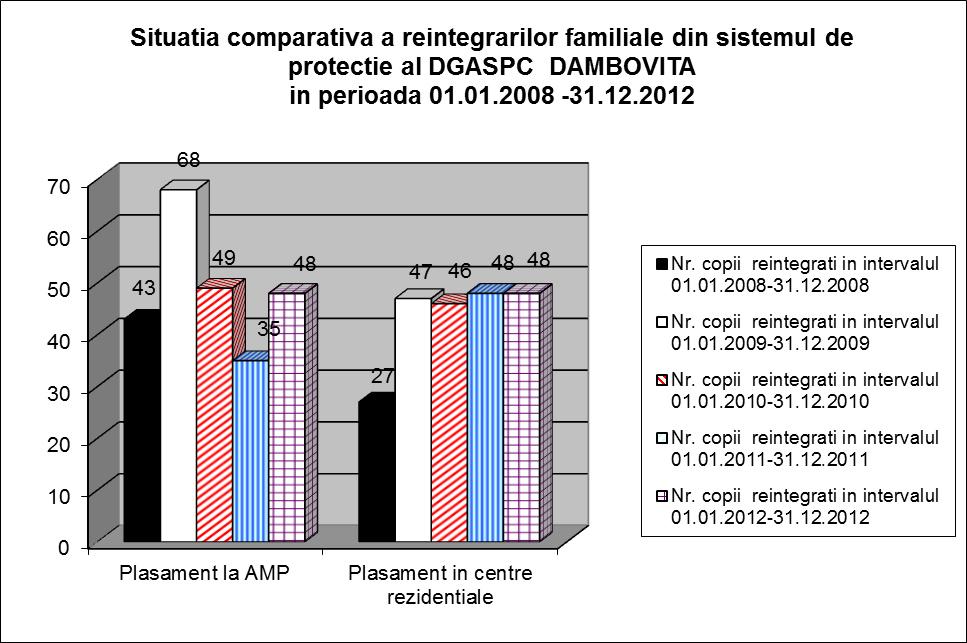 Situatia comparativa a reintegrarilor familiale din sistemul de
protectie al DGASPC  DAMBOVITA
in perioada 01.01.2008 -31.12.2012
70
60
50
40
30
20
10
0
43
68
49
35
48
27
47
46
48
48
Plasament la AMP
Plasament in centre
rezidentiale
Nr. copii  reintegrati in intervalul
01.01.2008-31.12.2008
Nr. copii  reintegrati in intervalul
01.01.2009-31.12.2009
Nr. copii  reintegrati in intervalul
01.01.2010-31.12.2010
Nr. copii  reintegrati in intervalul
01.01.2011-31.12.2011
Nr. copii  reintegrati in intervalul
01.01.2012-31.12.2012